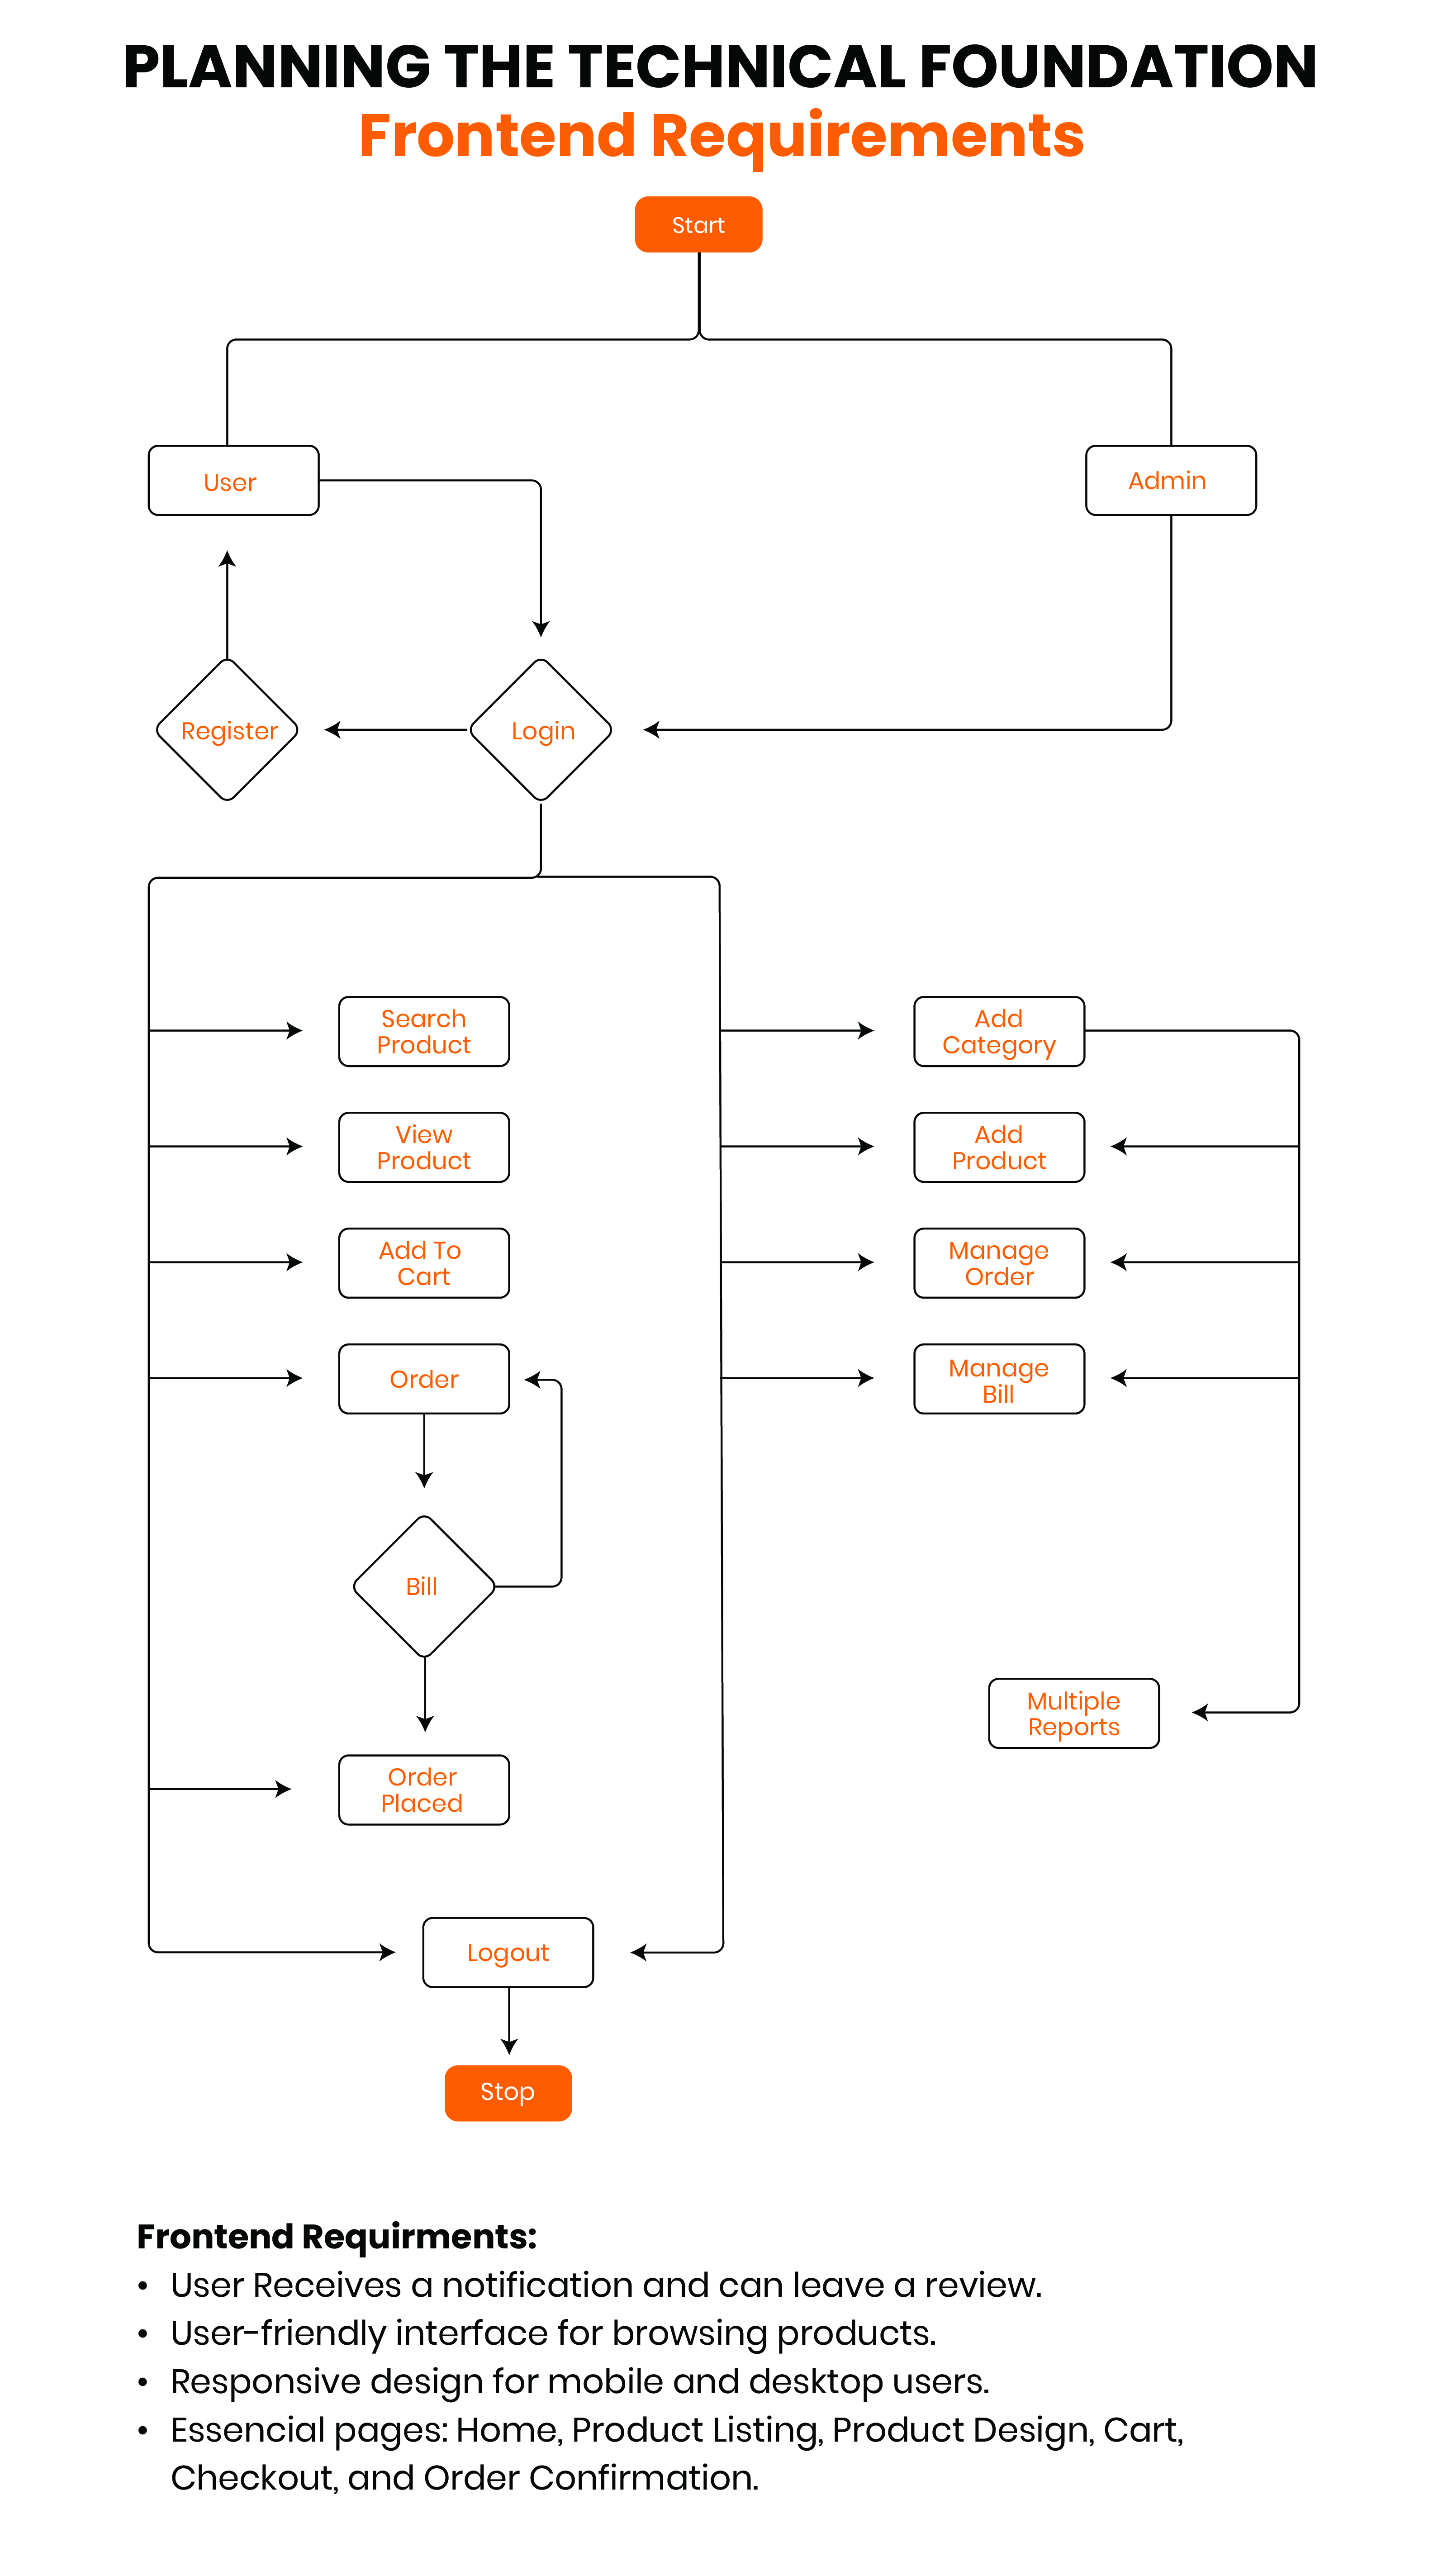 PLANNING THE TECHNICAL FOUNDATION
Frontend Requirements
Start
User
Admin
Register
Login
Search
Product
Add
Category
View
Product
Add
Product
Add To
Cart
Manage
Order
Order
Manage
Bill
Bill
Multiple
Reports
Order
Placed
Logout
Stop
Frontend Requirments:
• User Receives a notification and can leave a review.
• User-friendly interface for browsing products.
• Responsive design for mobile and desktop users.
• Essencial pages: Home, Product Listing, Product Design, Cart,
Checkout, and Order Confirmation.